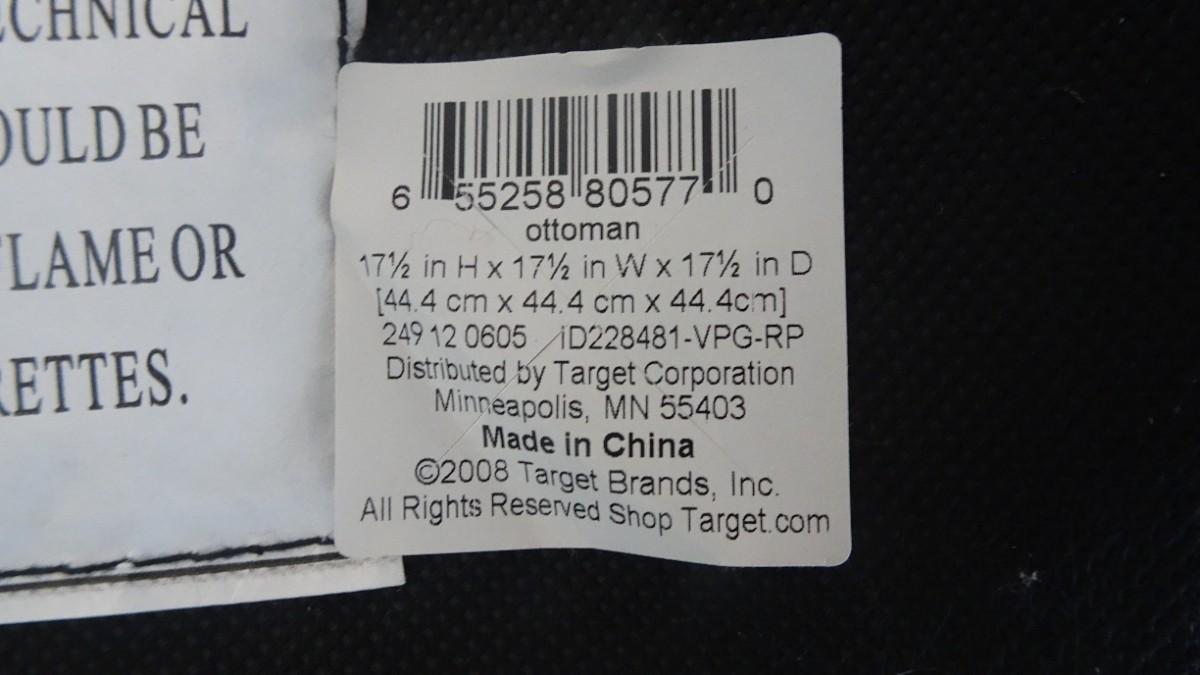 ECHNICAL
OULD BE
FLAME OR
RETTES.
6 55258 80577 0
ottoman
17½ in H x 17½ in W x 17½ in D
[44.4 cm x 44.4 cm x 44.4cm]
249 12 0605 iD228481-VPG-RP
Distributed by Target Corporation
Minneapolis, MN 55403
Made in China
©2008 Target Brands, Inc.
All Rights Reserved Shop Target.com